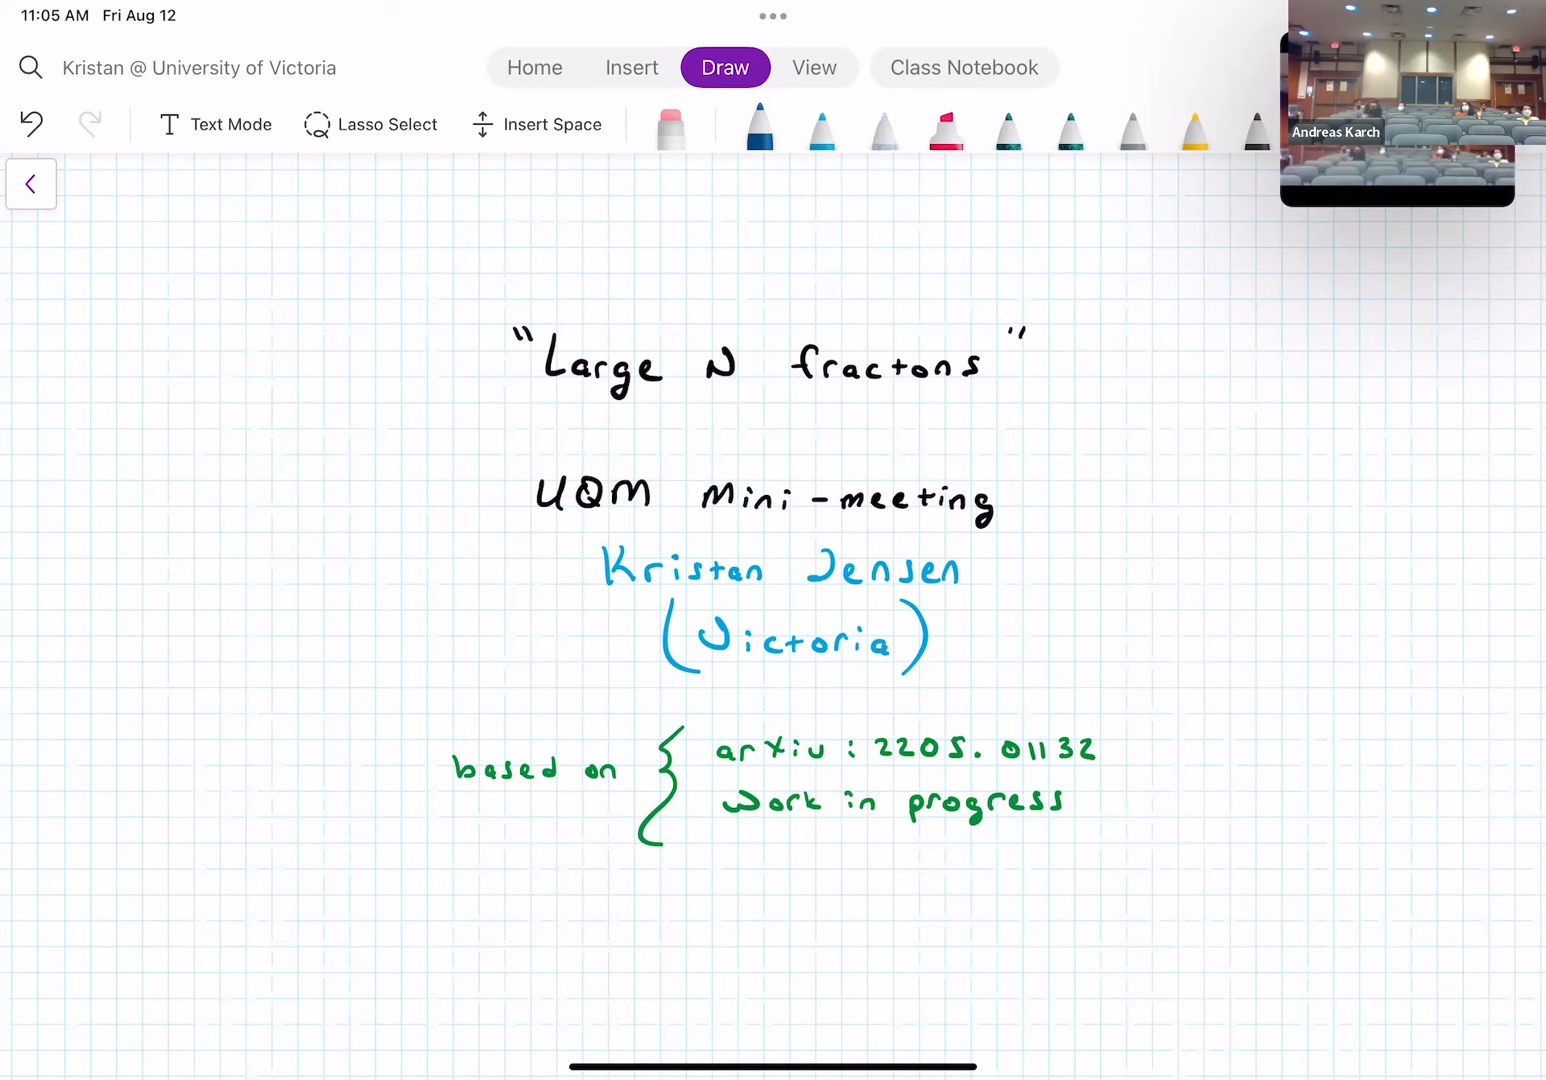 11:05 AM Fri Aug 12
Kristan @ University of Victoria
Home Insert Draw View Class Notebook
Text Mode Lasso Select Insert Space
Andreas Karch
"Large N fractons"
UQM Mini-meeting
Kristan Jensen
(Victoria)
based on { arXiv: 2205.01132
work in progress